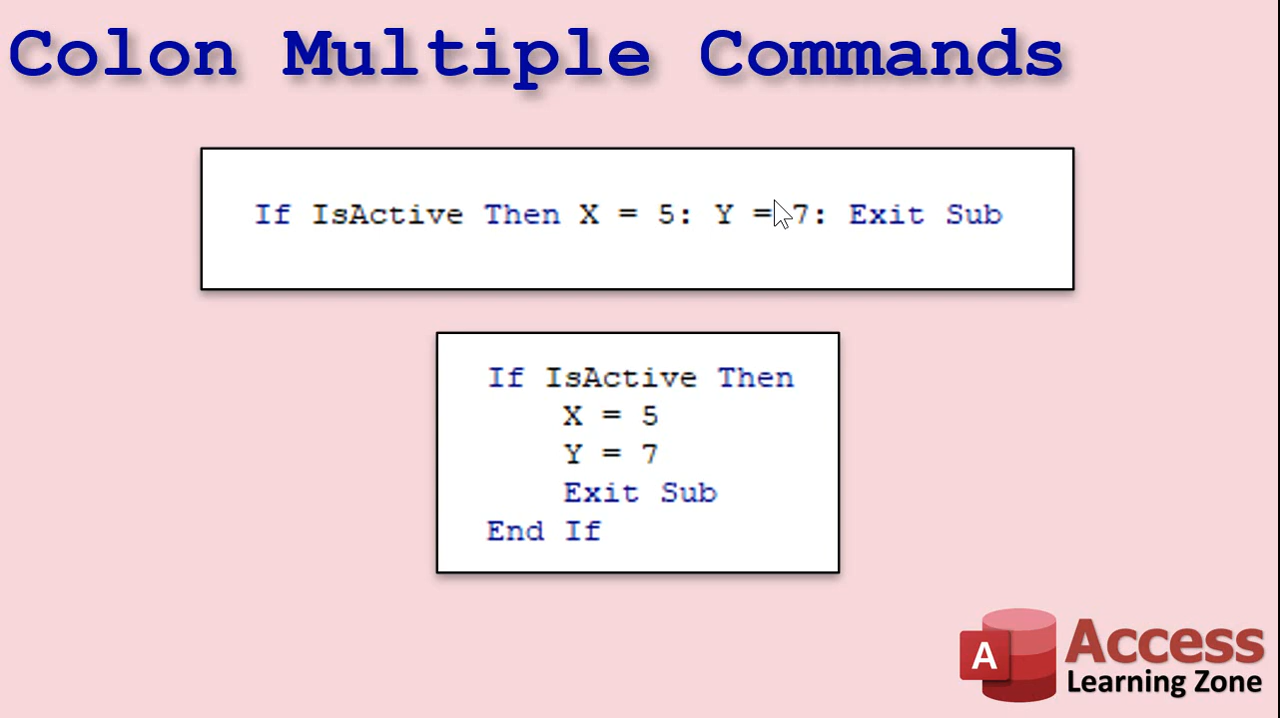 Colon Multiple Commands
If IsActive Then X = 5: Y = 7: Exit Sub
If IsActive Then
X = 5
Y = 7
Exit Sub
End If
A
Access
Learning Zone